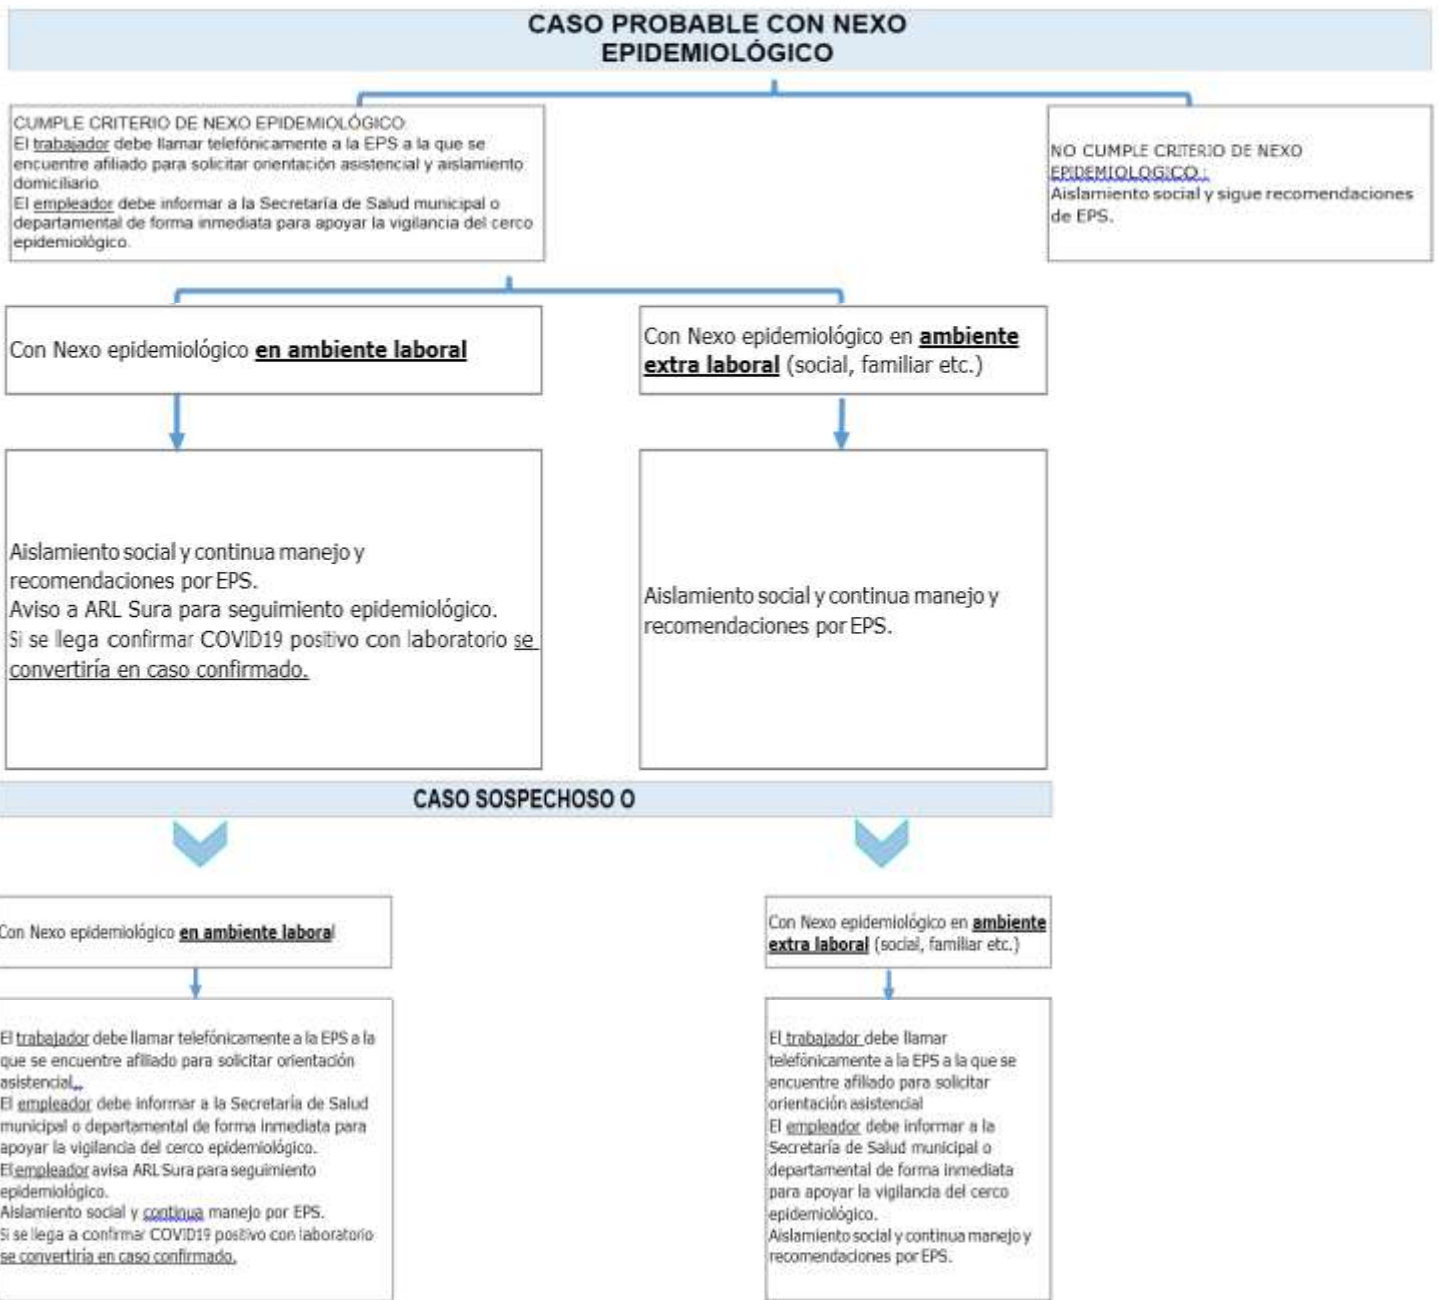 CASO PROBABLE CON NEXO
EPIDEMIOLÓGICO
CUMPLE CRITERIO DE NEXO EPIDEMIOLÓGICO:
El trabajador debe llamar telefónicamente a la EPS a la que se
encuentre afiliado para solicitar orientación asistencial y aislamiento
domiciliario.
El empleador debe informar a la Secretaría de Salud municipal o
departamental de forma inmediata para apoyar la vigilancia del cerco
epidemiológico.
NO CUMPLE CRITERIO DE NEXO
EPIDEMIOLOGICO.:
Aislamiento social y sigue recomendaciones
de EPS.
Con Nexo epidemiológico en ambiente laboral
Con Nexo epidemiológico en ambiente
extra laboral (social, familiar etc.)
Aislamiento social y continua manejo y
recomendaciones por EPS.
Aviso a ARL Sura para seguimiento epidemiológico.
Si se llega confirmar COVID19 positivo con laboratorio se
convertiría en caso confirmado.
Aislamiento social y continua manejo y
recomendaciones por EPS.
CASO SOSPECHOSO O
Con Nexo epidemiológico en ambiente laboral
Con Nexo epidemiológico en ambiente
extra laboral (social, familiar etc.)
El trabajador debe llamar telefónicamente a la EPS a la
que se encuentre afiliado para solicitar orientación
asistencial..
El empleador debe informar a la Secretaría de Salud
municipal o departamental de forma inmediata para
apoyar la vigilancia del cerco epidemiológico.
El empleador avisa ARL Sura para seguimiento
epidemiológico.
Aislamiento social y continua manejo por EPS.
Si se llega a confirmar COVID19 positivo con laboratorio
se convertiría en caso confirmado.
El trabajador debe llamar
telefónicamente a la EPS a la que se
encuentre afiliado para solicitar
orientación asistencial
El empleador debe informar a la
Secretaría de Salud municipal o
departamental de forma inmediata
para apoyar la vigilancia del cerco
epidemiológico.
Aislamiento social y continua manejo y
recomendaciones por EPS.